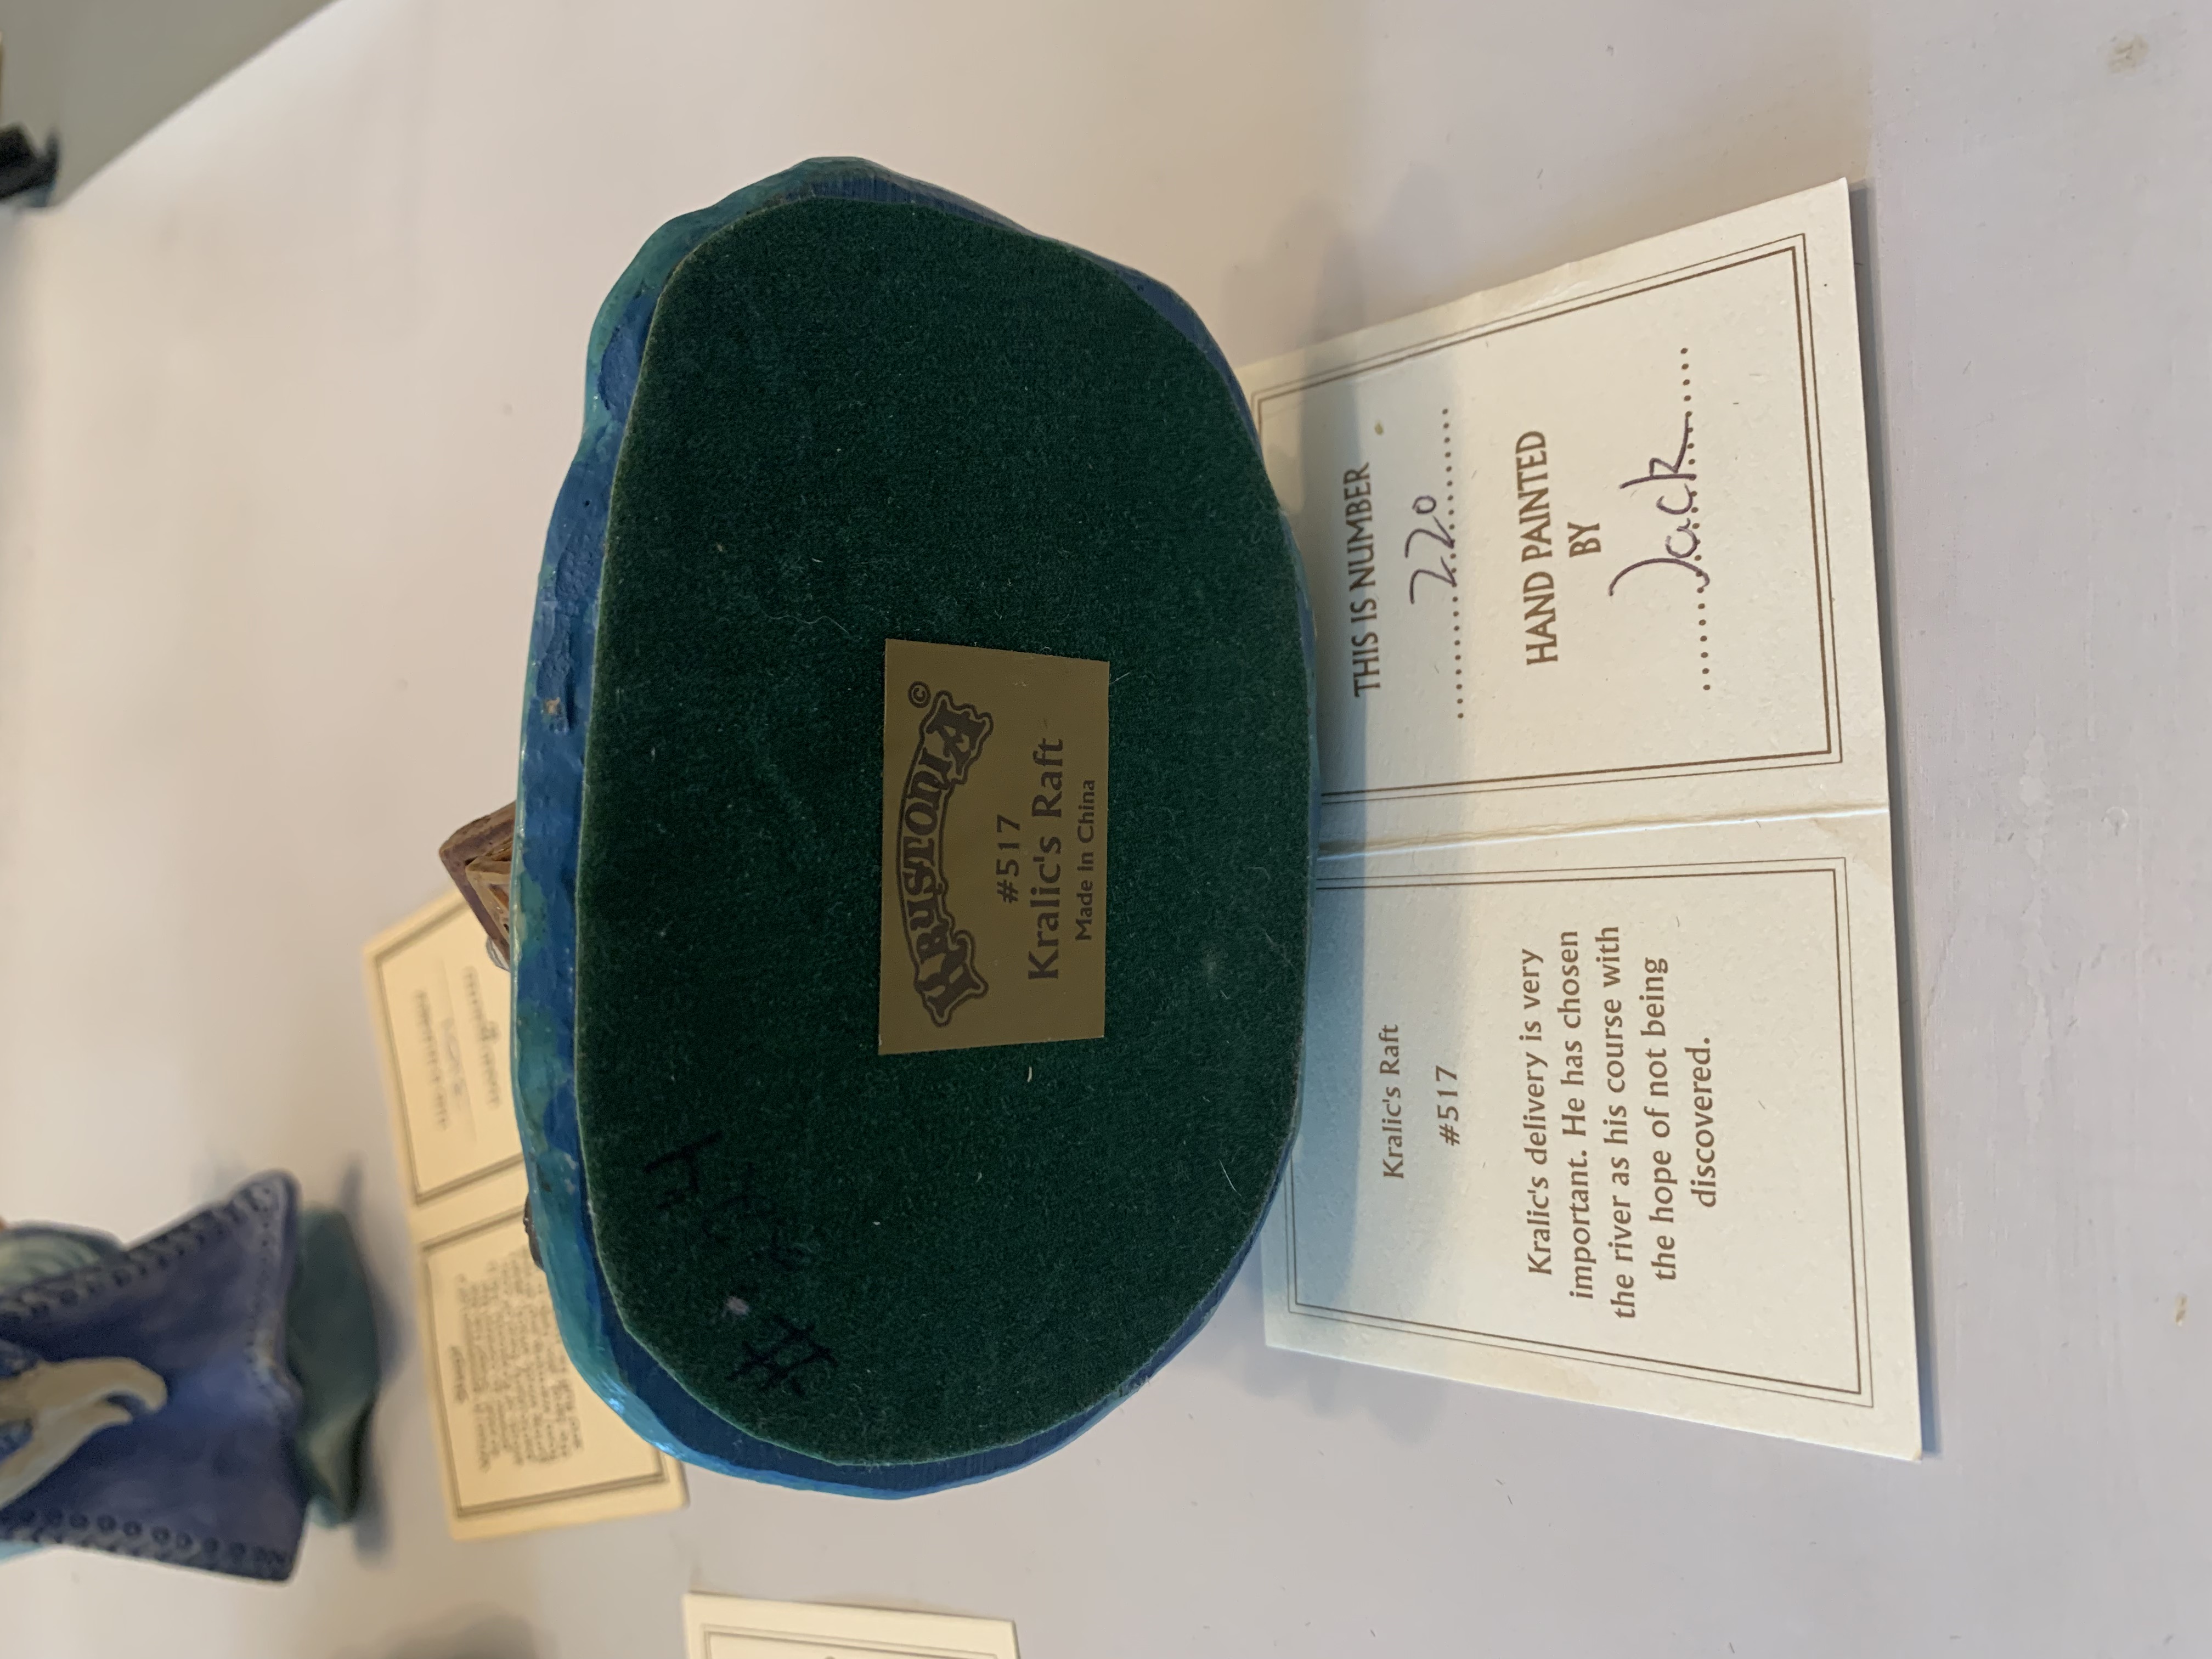 KRUSTONIA ©
#517
Kralic's Raft
Made in China
#
Kralic's Raft
#517
Kralic's delivery is very
important. He has chosen
the river as his course with
the hope of not being
discovered.
THIS IS NUMBER
220
HAND PAINTED
BY
Jack